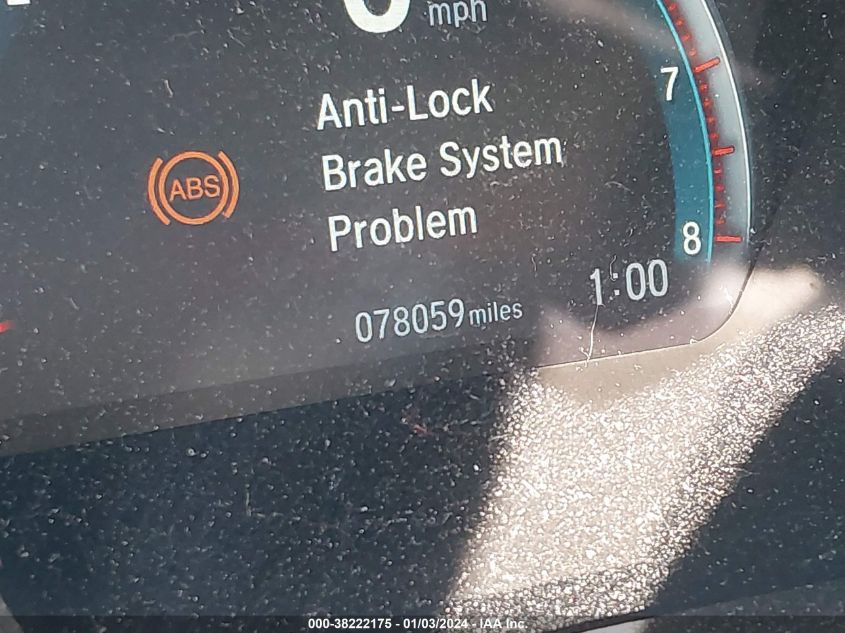 0 mph
7
Anti-Lock
Brake System
ABS
Problem
8
1:00
078059 miles
000-38222175 - 01/03/2024 - IAA Inc.